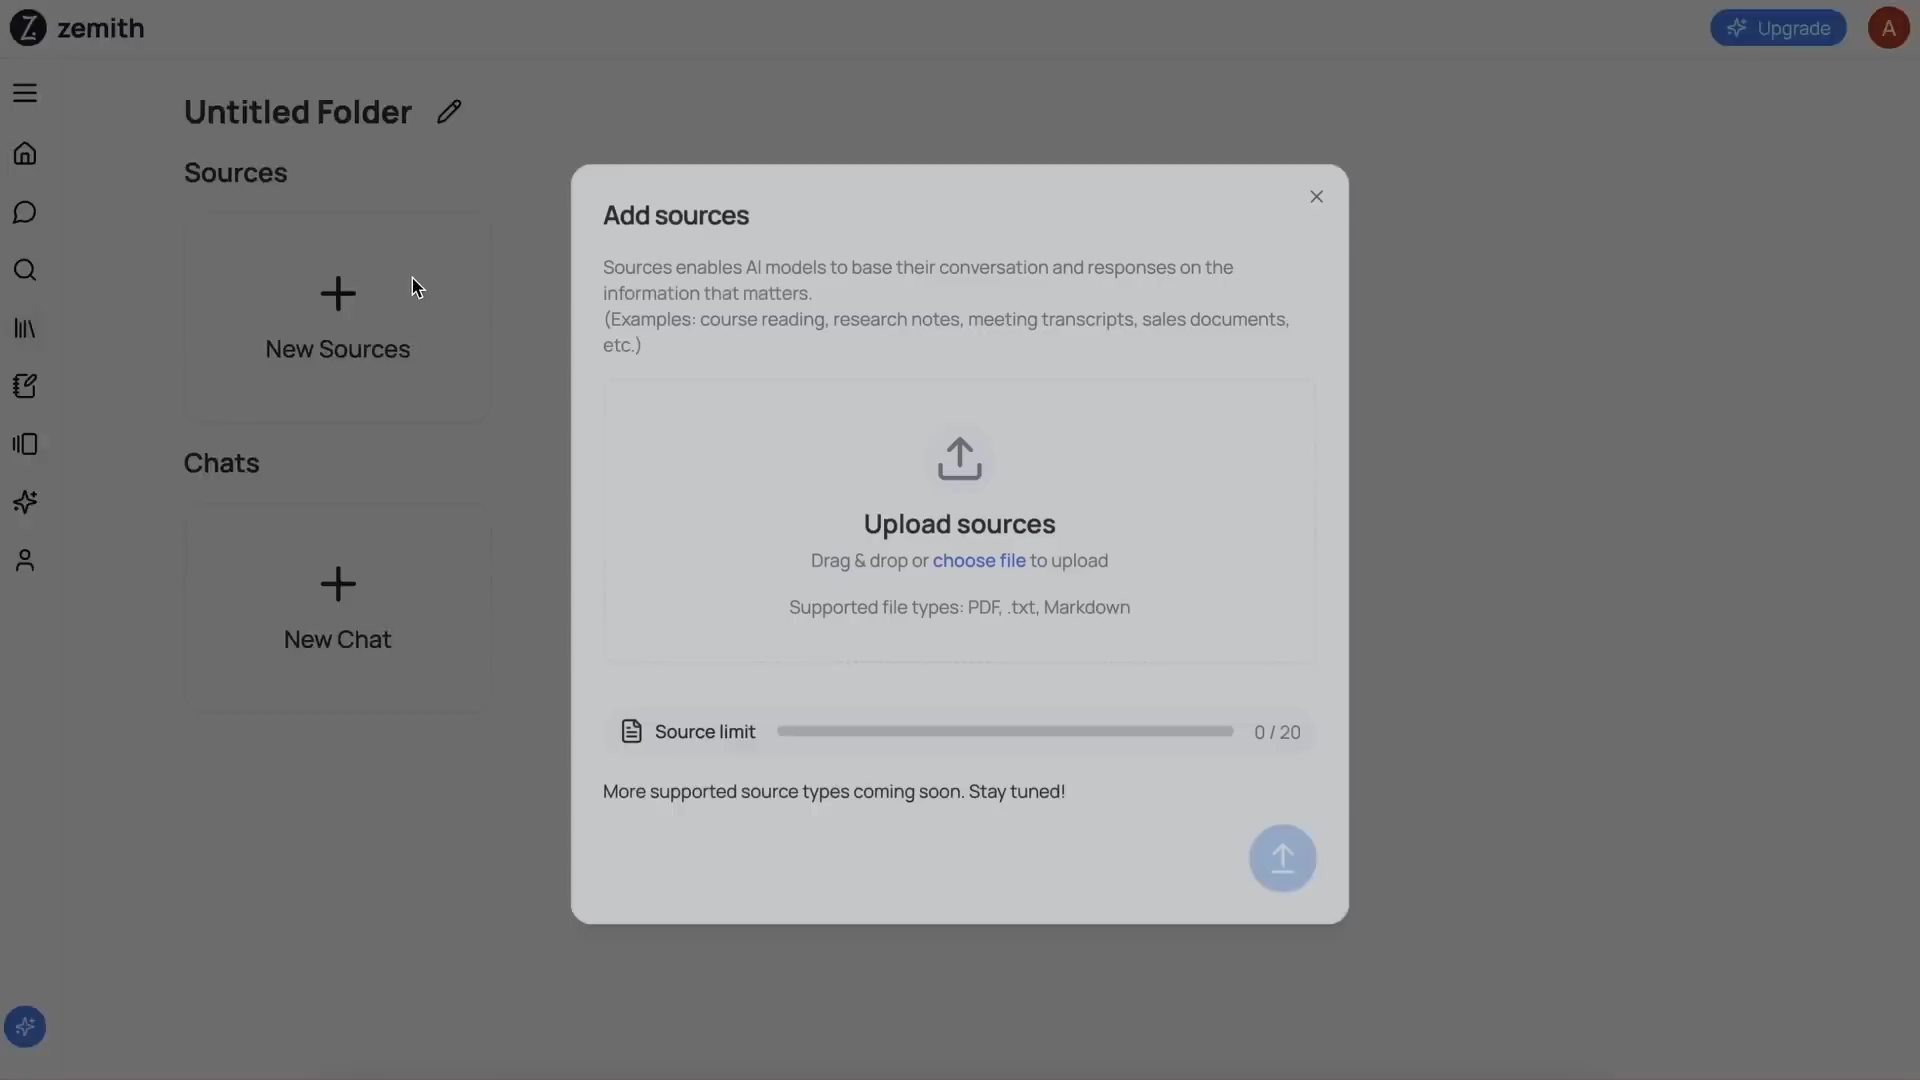 zemith
Upgrade
A
Untitled Folder
Sources
New Sources
Chats
New Chat
Add sources
Sources enables AI models to base their conversation and responses on the
information that matters.
(Examples: course reading, research notes, meeting transcripts, sales documents,
etc.)
Upload sources
Drag & drop or choose file to upload
Supported file types: PDF, .txt, Markdown
Source limit
0 / 20
More supported source types coming soon. Stay tuned!